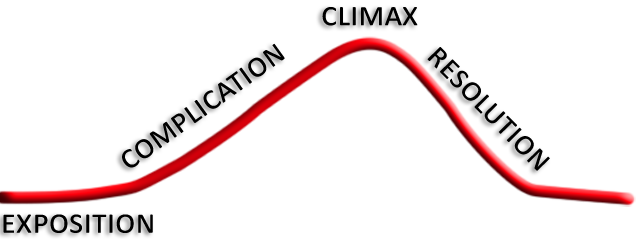 CLIMAX
COMPLICATION
RESOLUTION
EXPOSITION